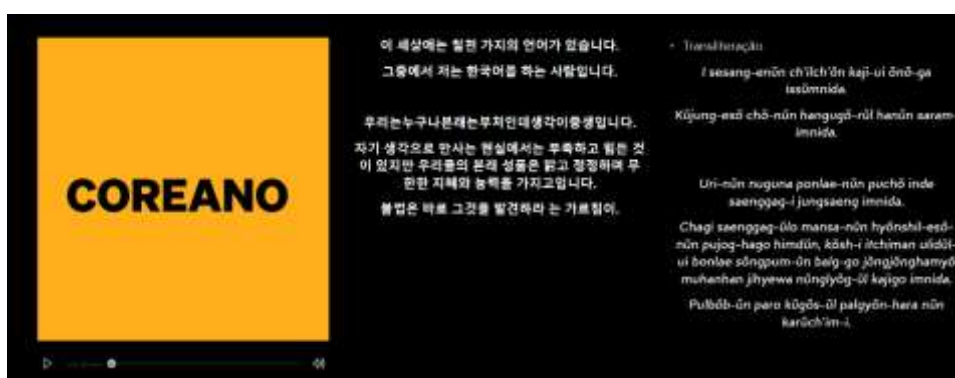 COREANO
이 세상에는 칠천 가지의 언어가 있습니다.
그중에서 저는 한국어를 하는 사람입니다.
우리는누구나본래는부처인데생각이중생입니다.
자기 생각으로 만사는 현실에서는 부족하고 힘든 것
이 있지만 우리들의 본래 성품은 맑고 청정하며 무
한한 지혜와 능력을 가지고입니다.
불법은 바로 그것을 발견하라 는 가르침이.
Transliteração
I sesang-enŭn ch'ilch'ŏn kaji-ui ŏnŏ-ga
issŭmnida.
Kŭjung-esŏ chŏ-nŭn hangugŏ-rŭl hanŭn saram-
imnida.
Uri-nŭn nuguna ponlae-nŭn puchŏ inde
saenggag-i jungsaeng imnida.
Chagi saenggag-ŭlo mansa-nŭn hyŏnshil-esŏ-
nŭn pujog-hago himdŭn, kŏsh-i itchiman ulidŭl-
ui bonlae sŏngpum-ŭn balg-go jŏngjŏnghamyŏ
muhanhan jihyewa nŭnglyŏg-ŭl kajigo imnida.
Pulbŏb-ŭn paro kŭgŏs-ŭl palgyŏn-hara nŭn
karŭch'im-i.